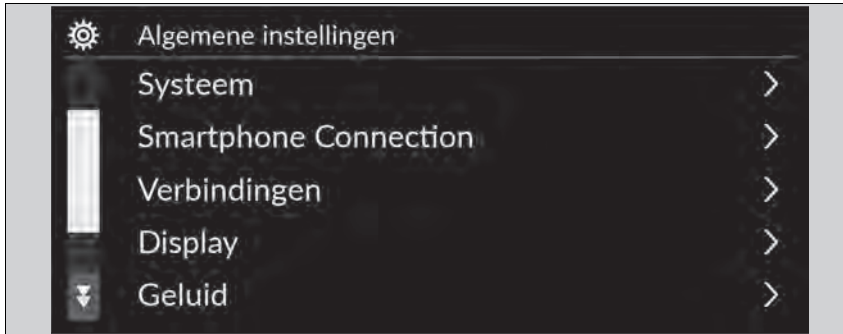 Algemene instellingen
Systeem
Smartphone Connection
Verbindingen
Display
Geluid